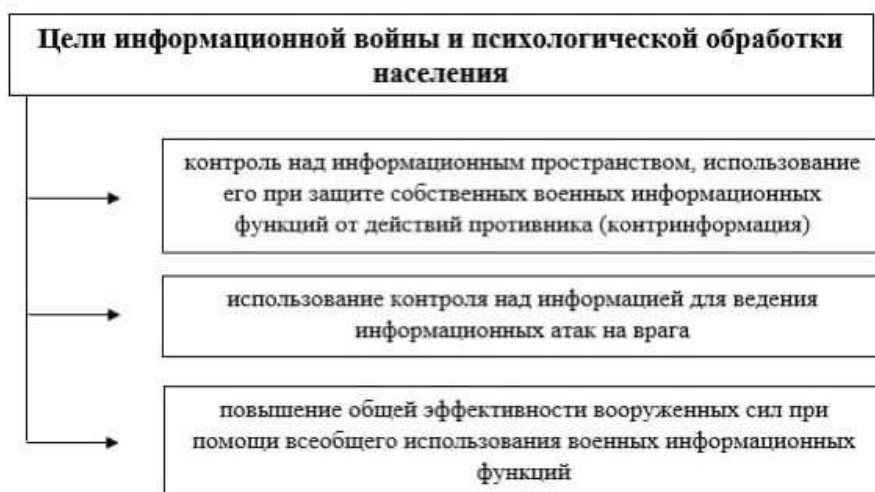 Цели информационной войны и психологической обработки
населения
контроль над информационным пространством, использование
его при защите собственных военных информационных
функций от действий противника (контринформация)
использование контроля над информацией для ведения
информационных атак на врага
повышение общей эффективности вооруженных сил при
помощи всеобщего использования военных информационных
функций